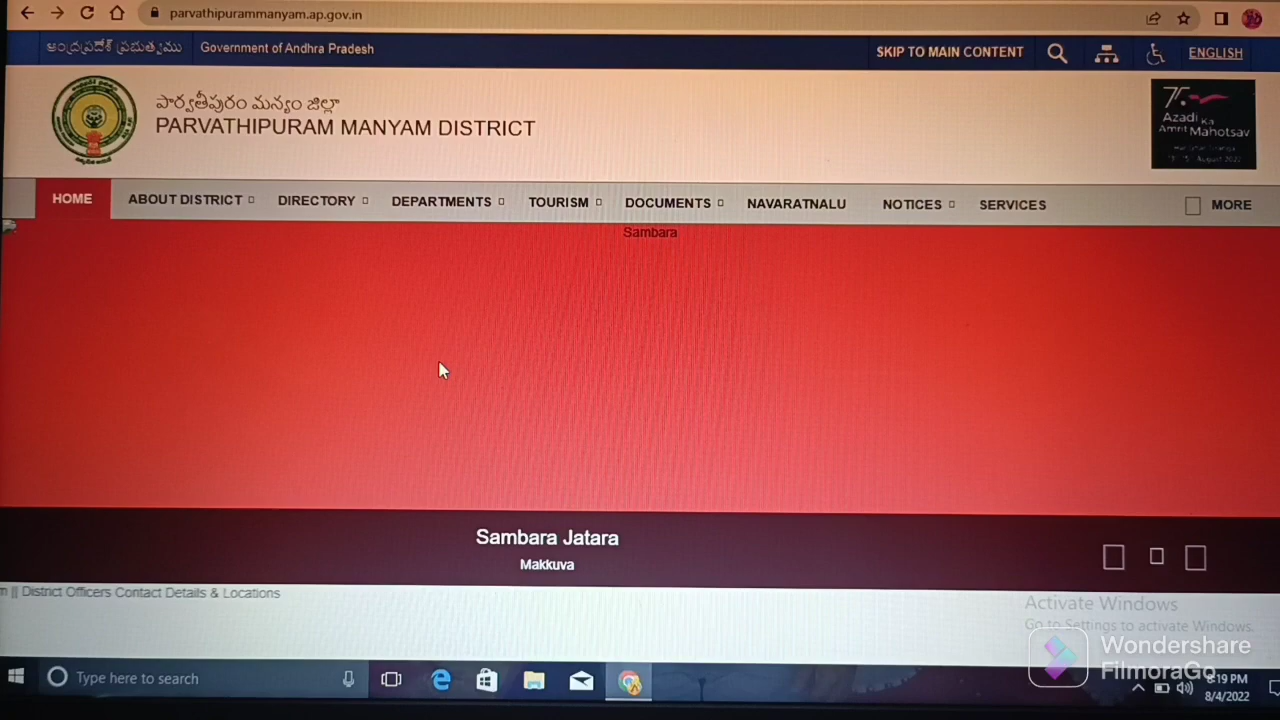 parvathipurammanyam.ap.gov.in
ఆంధ్రప్రదేశ్ ప్రభుత్వము Government of Andhra Pradesh SKIP TO MAIN CONTENT ENGLISH
పార్వతీపురం మన్యం జిల్లా
PARVATHIPURAM MANYAM DISTRICT
75
Azadi Ka
Amrit Mahotsav
HOME ABOUT DISTRICT DIRECTORY DEPARTMENTS TOURISM DOCUMENTS NAVARATNALU NOTICES SERVICES MORE
Sambara
Sambara Jatara
Makkuva
m || District Officers Contact Details & Locations
Activate Windows
Go to Settings to activate Windows.
Wondershare
FilmoraGo
Type here to search
:19 PM
8/4/2022